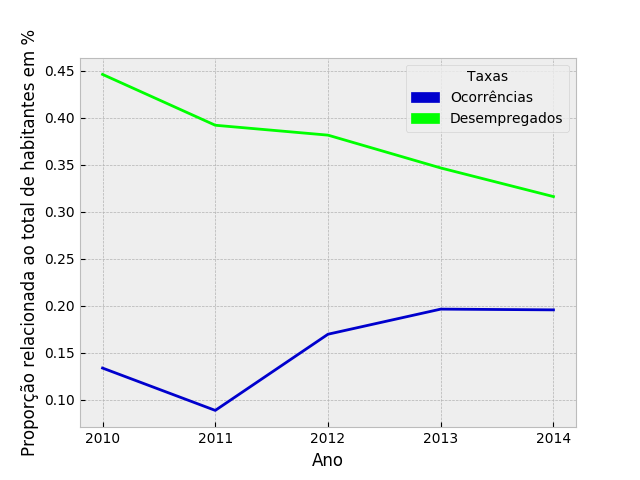 Proporção relacionada ao total de habitantes em %
0.45
0.40
0.35
0.30
0.25
0.20
0.15
0.10
Taxas
Ocorrências
Desempregados
2010 2011 2012 2013 2014
Ano